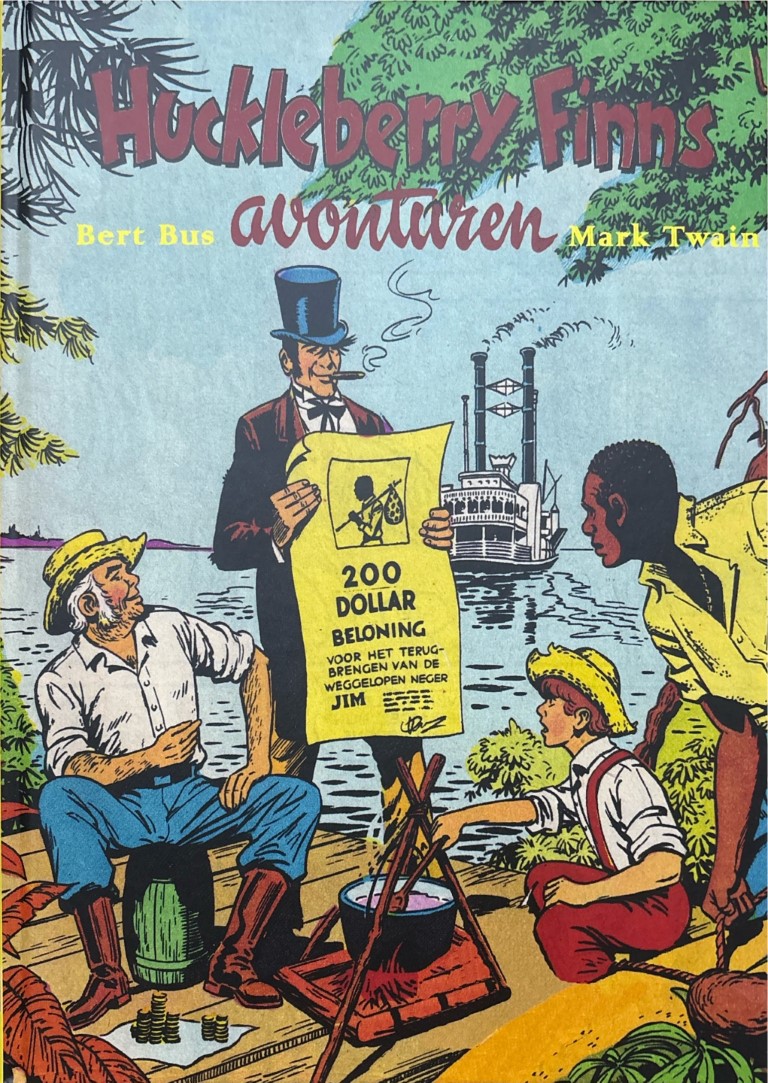 Huckleberry Finns
avonturen
Bert Bus
Mark Twain
200
DOLLAR
BELONING
VOOR HET TERUG-
BRENGEN VAN DE
WEGGELOPEN NEGER
JIM